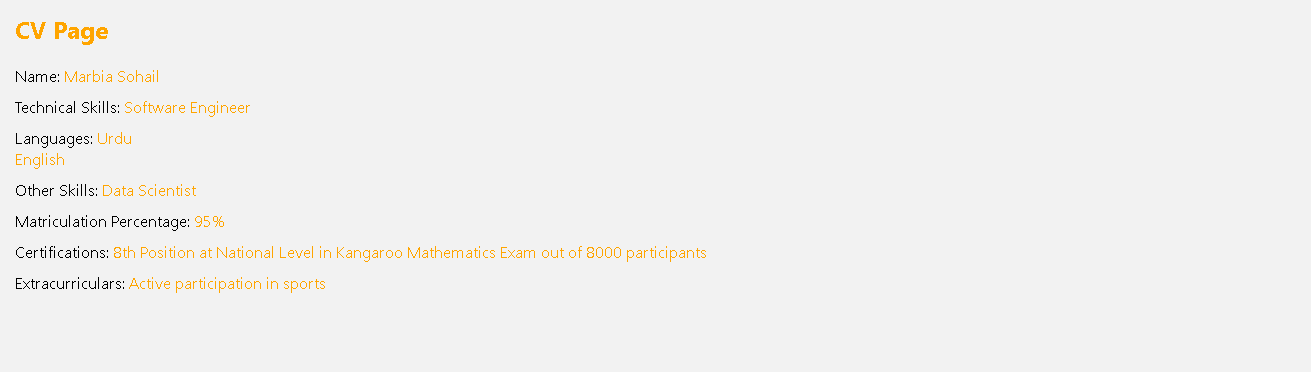 CV Page
Name: Marbia Sohail
Technical Skills: Software Engineer
Languages: Urdu
English
Other Skills: Data Scientist
Matriculation Percentage: 95%
Certifications: 8th Position at National Level in Kangaroo Mathematics Exam out of 8000 participants
Extracurriculars: Active participation in sports